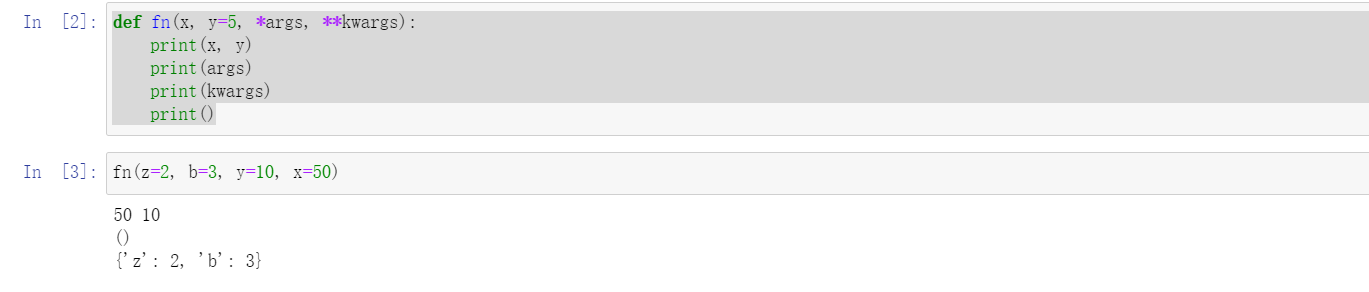 In [2]: def fn(x, y=5, *args, **kwargs):
    print(x, y)
    print(args)
    print(kwargs)
    print()
In [3]: fn(z=2, b=3, y=10, x=50)
50 10
()
{'z': 2, 'b': 3}